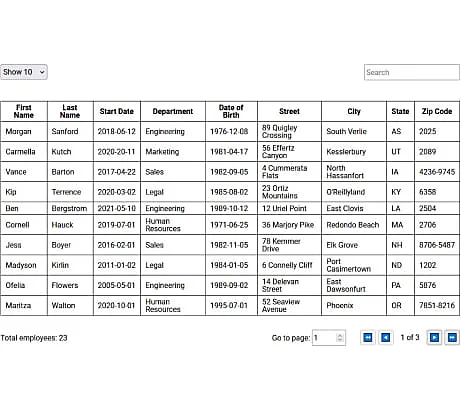 Show 10 Search
First Name Last Name Start Date Department Date of Birth Street City State Zip Code
Morgan Sanford 2018-06-12 Engineering 1976-12-08 89 Quigley Crossing South Verlie AS 2025
Carmella Kutch 2020-20-11 Marketing 1981-04-17 56 Effertz Canyon Kesslerbury UT 2089
Vance Barton 2017-04-22 Sales 1982-09-05 4 Cummerata Flats North Hassanfort IA 4236-9745
Kip Terrence 2020-03-02 Legal 1985-08-02 23 Ortiz Mountains O'Reillyland KY 6358
Ben Bergstrom 2021-05-10 Engineering 1989-10-12 12 Uriel Point East Clovis LA 2504
Cornell Hauck 2019-07-01 Human Resources 1971-06-25 36 Marjory Pike Redondo Beach MA 2706
Jess Boyer 2016-02-01 Sales 1982-11-05 78 Kemmer Drive Elk Grove NH 8706-5487
Madyson Kirlin 2011-01-02 Legal 1984-01-05 6 Connelly Cliff Port Casimertown ND 1202
Ofelia Flowers 2005-05-01 Engineering 1989-09-02 14 Delevan Street East Dawsonfurt PA 5876
Maritza Walton 2020-10-01 Human Resources 1995-07-01 52 Seaview Avenue Phoenix OR 7851-8216
Total employees: 23 Go to page: 1 1 of 3